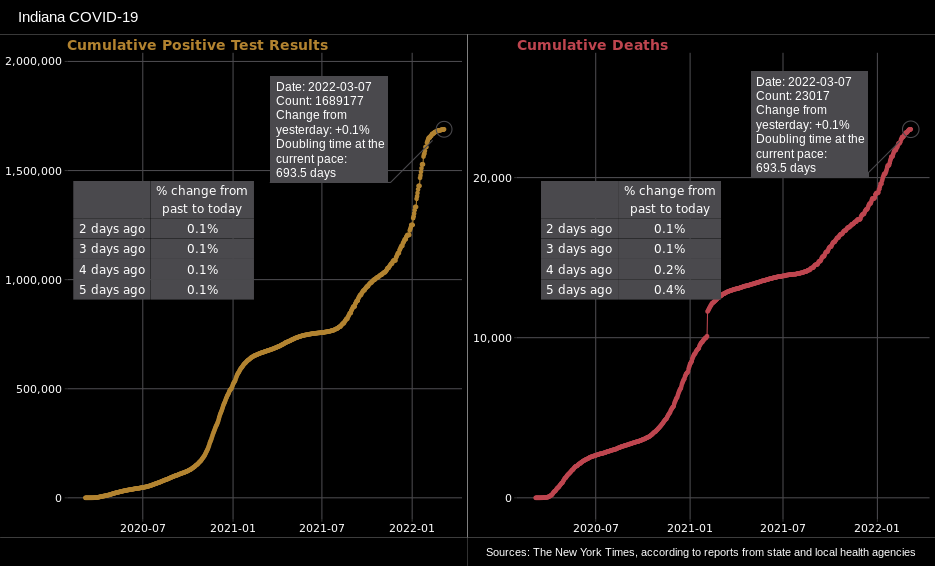 Indiana COVID-19
Cumulative Positive Test Results
2,000,000
1,500,000
1,000,000
500,000
0
Date: 2022-03-07
Count: 1689177
Change from
yesterday: +0.1%
Doubling time at the
current pace:
693.5 days
% change from
past to today
2 days ago 0.1%
3 days ago 0.1%
4 days ago 0.1%
5 days ago 0.1%
2020-07 2021-01 2021-07 2022-01
Cumulative Deaths
20,000
10,000
0
Date: 2022-03-07
Count: 23017
Change from
yesterday: +0.1%
Doubling time at the
current pace:
693.5 days
% change from
past to today
2 days ago 0.1%
3 days ago 0.1%
4 days ago 0.2%
5 days ago 0.4%
2020-07 2021-01 2021-07 2022-01
Sources: The New York Times, according to reports from state and local health agencies